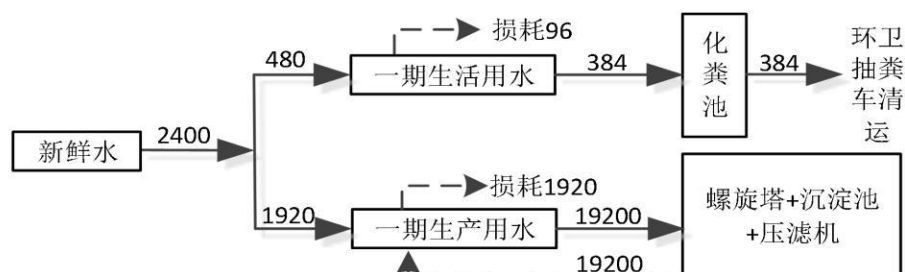 损耗96
480
一期生活用水
384
化
粪
池
384
环卫
抽粪
车清
运
新鲜水
2400
损耗1920
1920
一期生产用水
19200
螺旋塔+沉淀池
+压滤机
19200